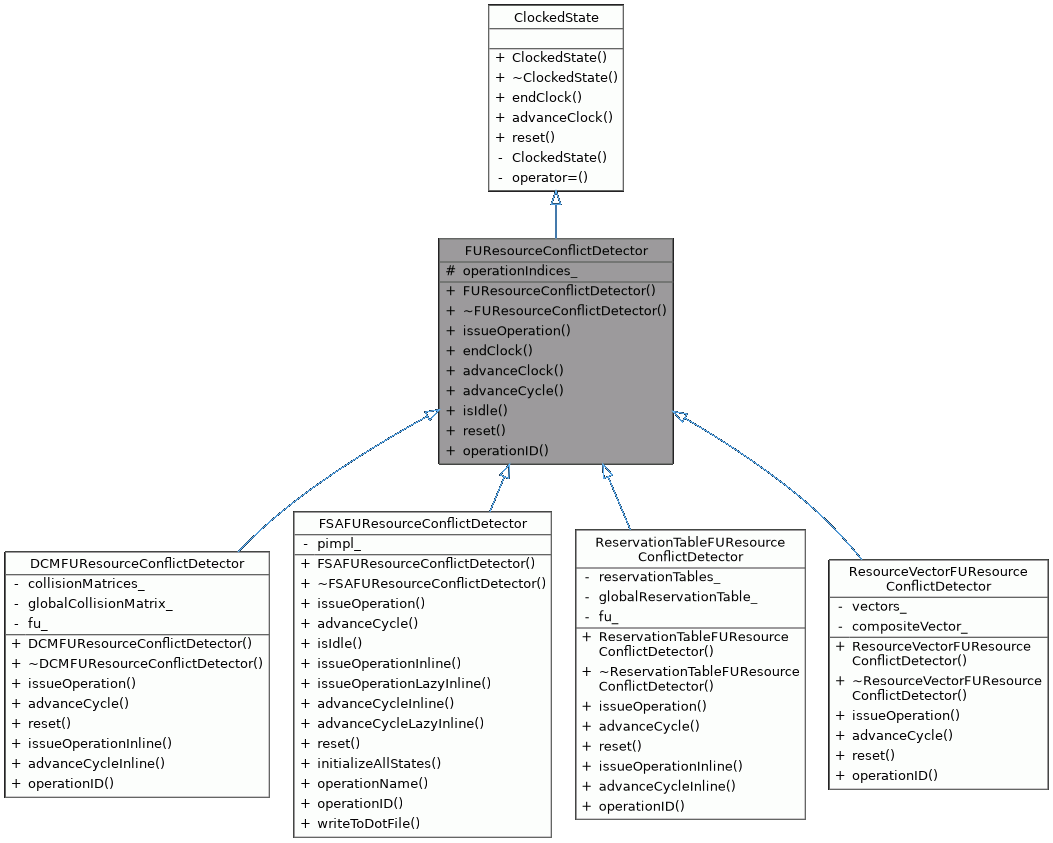 ClockedState
+ ClockedState()
+ ~ClockedState()
+ endClock()
+ advanceClock()
+ reset()
- ClockedState()
- operator=()
FUResourceConflictDetector
# operationIndices_
+ FUResourceConflictDetector()
+ ~FUResourceConflictDetector()
+ issueOperation()
+ endClock()
+ advanceClock()
+ advanceCycle()
+ isIdle()
+ reset()
+ operationID()
DCMFUResourceConflictDetector
- collisionMatrices_
- globalCollisionMatrix_
- fu_
+ DCMFUResourceConflictDetector()
+ ~DCMFUResourceConflictDetector()
+ issueOperation()
+ advanceCycle()
+ reset()
+ issueOperationInline()
+ advanceCycleInline()
+ operationID()
FSAFUResourceConflictDetector
- pimpl_
+ FSAFUResourceConflictDetector()
+ ~FSAFUResourceConflictDetector()
+ issueOperation()
+ advanceCycle()
+ isIdle()
+ issueOperationInline()
+ issueOperationLazyInline()
+ advanceCycleInline()
+ advanceCycleLazyInline()
+ reset()
+ initializeAllStates()
+ operationName()
+ operationID()
+ writeToDotFile()
ReservationTableFUResource
ConflictDetector
- reservationTables_
- globalReservationTable_
- fu_
+ ReservationTableFUResource
ConflictDetector()
+ ~ReservationTableFUResource
ConflictDetector()
+ issueOperation()
+ advanceCycle()
+ reset()
+ issueOperationInline()
+ advanceCycleInline()
+ operationID()
ResourceVectorFUResource
ConflictDetector
- vectors_
- compositeVector_
+ ResourceVectorFUResource
ConflictDetector()
+ ~ResourceVectorFUResource
ConflictDetector()
+ issueOperation()
+ advanceCycle()
+ reset()
+ operationID()